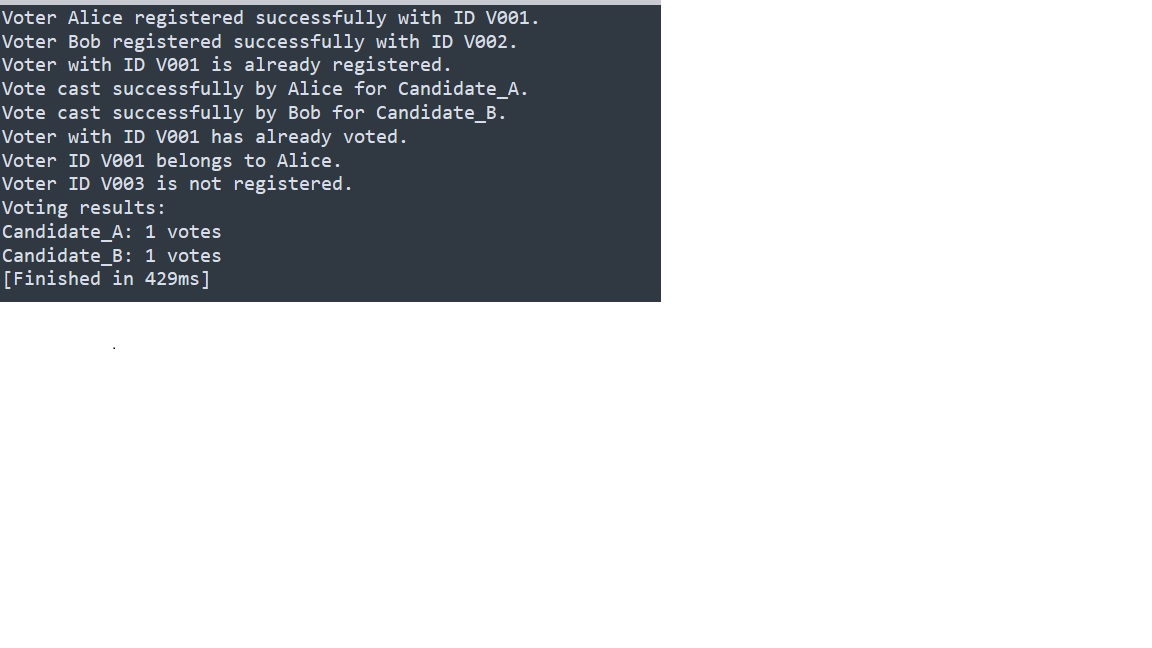 Voter Alice registered successfully with ID V001.
Voter Bob registered successfully with ID V002.
Voter with ID V001 is already registered.
Vote cast successfully by Alice for Candidate_A.
Vote cast successfully by Bob for Candidate_B.
Voter with ID V001 has already voted.
Voter ID V001 belongs to Alice.
Voter ID V003 is not registered.
Voting results:
Candidate_A: 1 votes
Candidate_B: 1 votes
[Finished in 429ms]
.